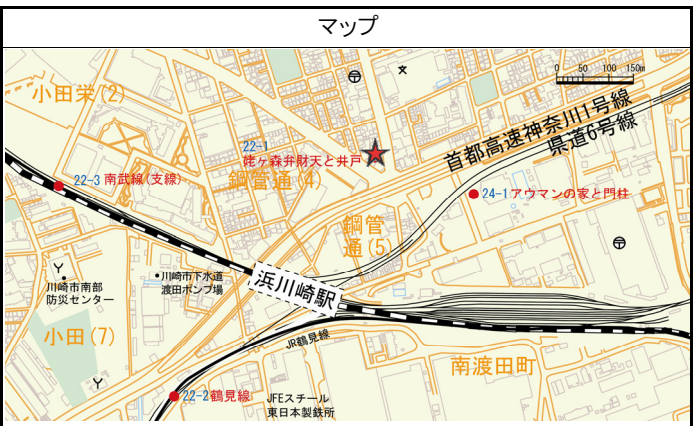 マップ
0 50 100 150m
小田栄(2)
首都高速神奈川1号線
県道6号線
22-1
姥ヶ森弁財天と井戸
22-3 南武線(支線)
鋼管通(4)
24-1アウマンの家と門柱
鋼管
通(5)
川崎市下水道
渡田ポンプ場
川崎市南部
防災センター
浜川崎駅
小田(7)
JR鶴見線
南渡田町
22-2鶴見線
JFEスチール
東日本製鉄所